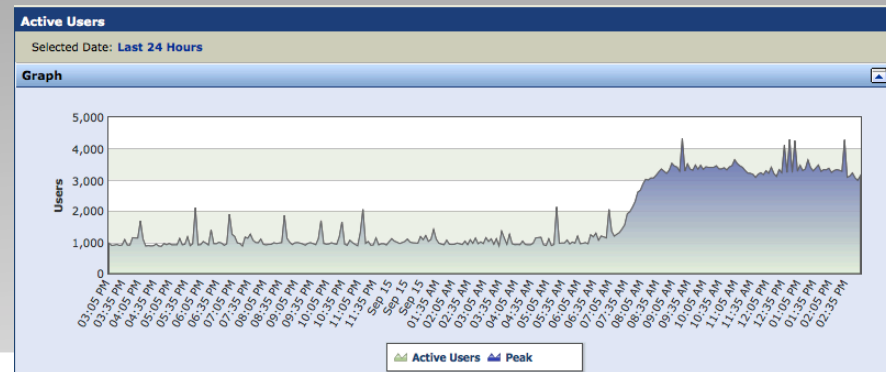 Active Users
Selected Date: Last 24 Hours
Graph
5,000
4,000
3,000
2,000
1,000
0
Users
03:05 PM
03:35 PM
04:05 PM
04:35 PM
05:05 PM
05:35 PM
06:05 PM
06:35 PM
07:05 PM
07:35 PM
08:05 PM
08:35 PM
09:05 PM
09:35 PM
10:05 PM
10:35 PM
11:05 PM
11:35 PM
Sep 15
Sep 15
Sep 15
01:35 AM
02:05 AM
02:35 AM
03:05 AM
03:35 AM
04:05 AM
04:35 AM
05:05 AM
05:35 AM
06:05 AM
06:35 AM
07:05 AM
07:35 AM
08:05 AM
08:35 AM
09:05 AM
09:35 AM
10:05 AM
10:35 AM
11:05 AM
11:35 AM
12:05 PM
12:35 PM
01:05 PM
01:35 PM
02:05 PM
02:35 PM
Active Users Peak